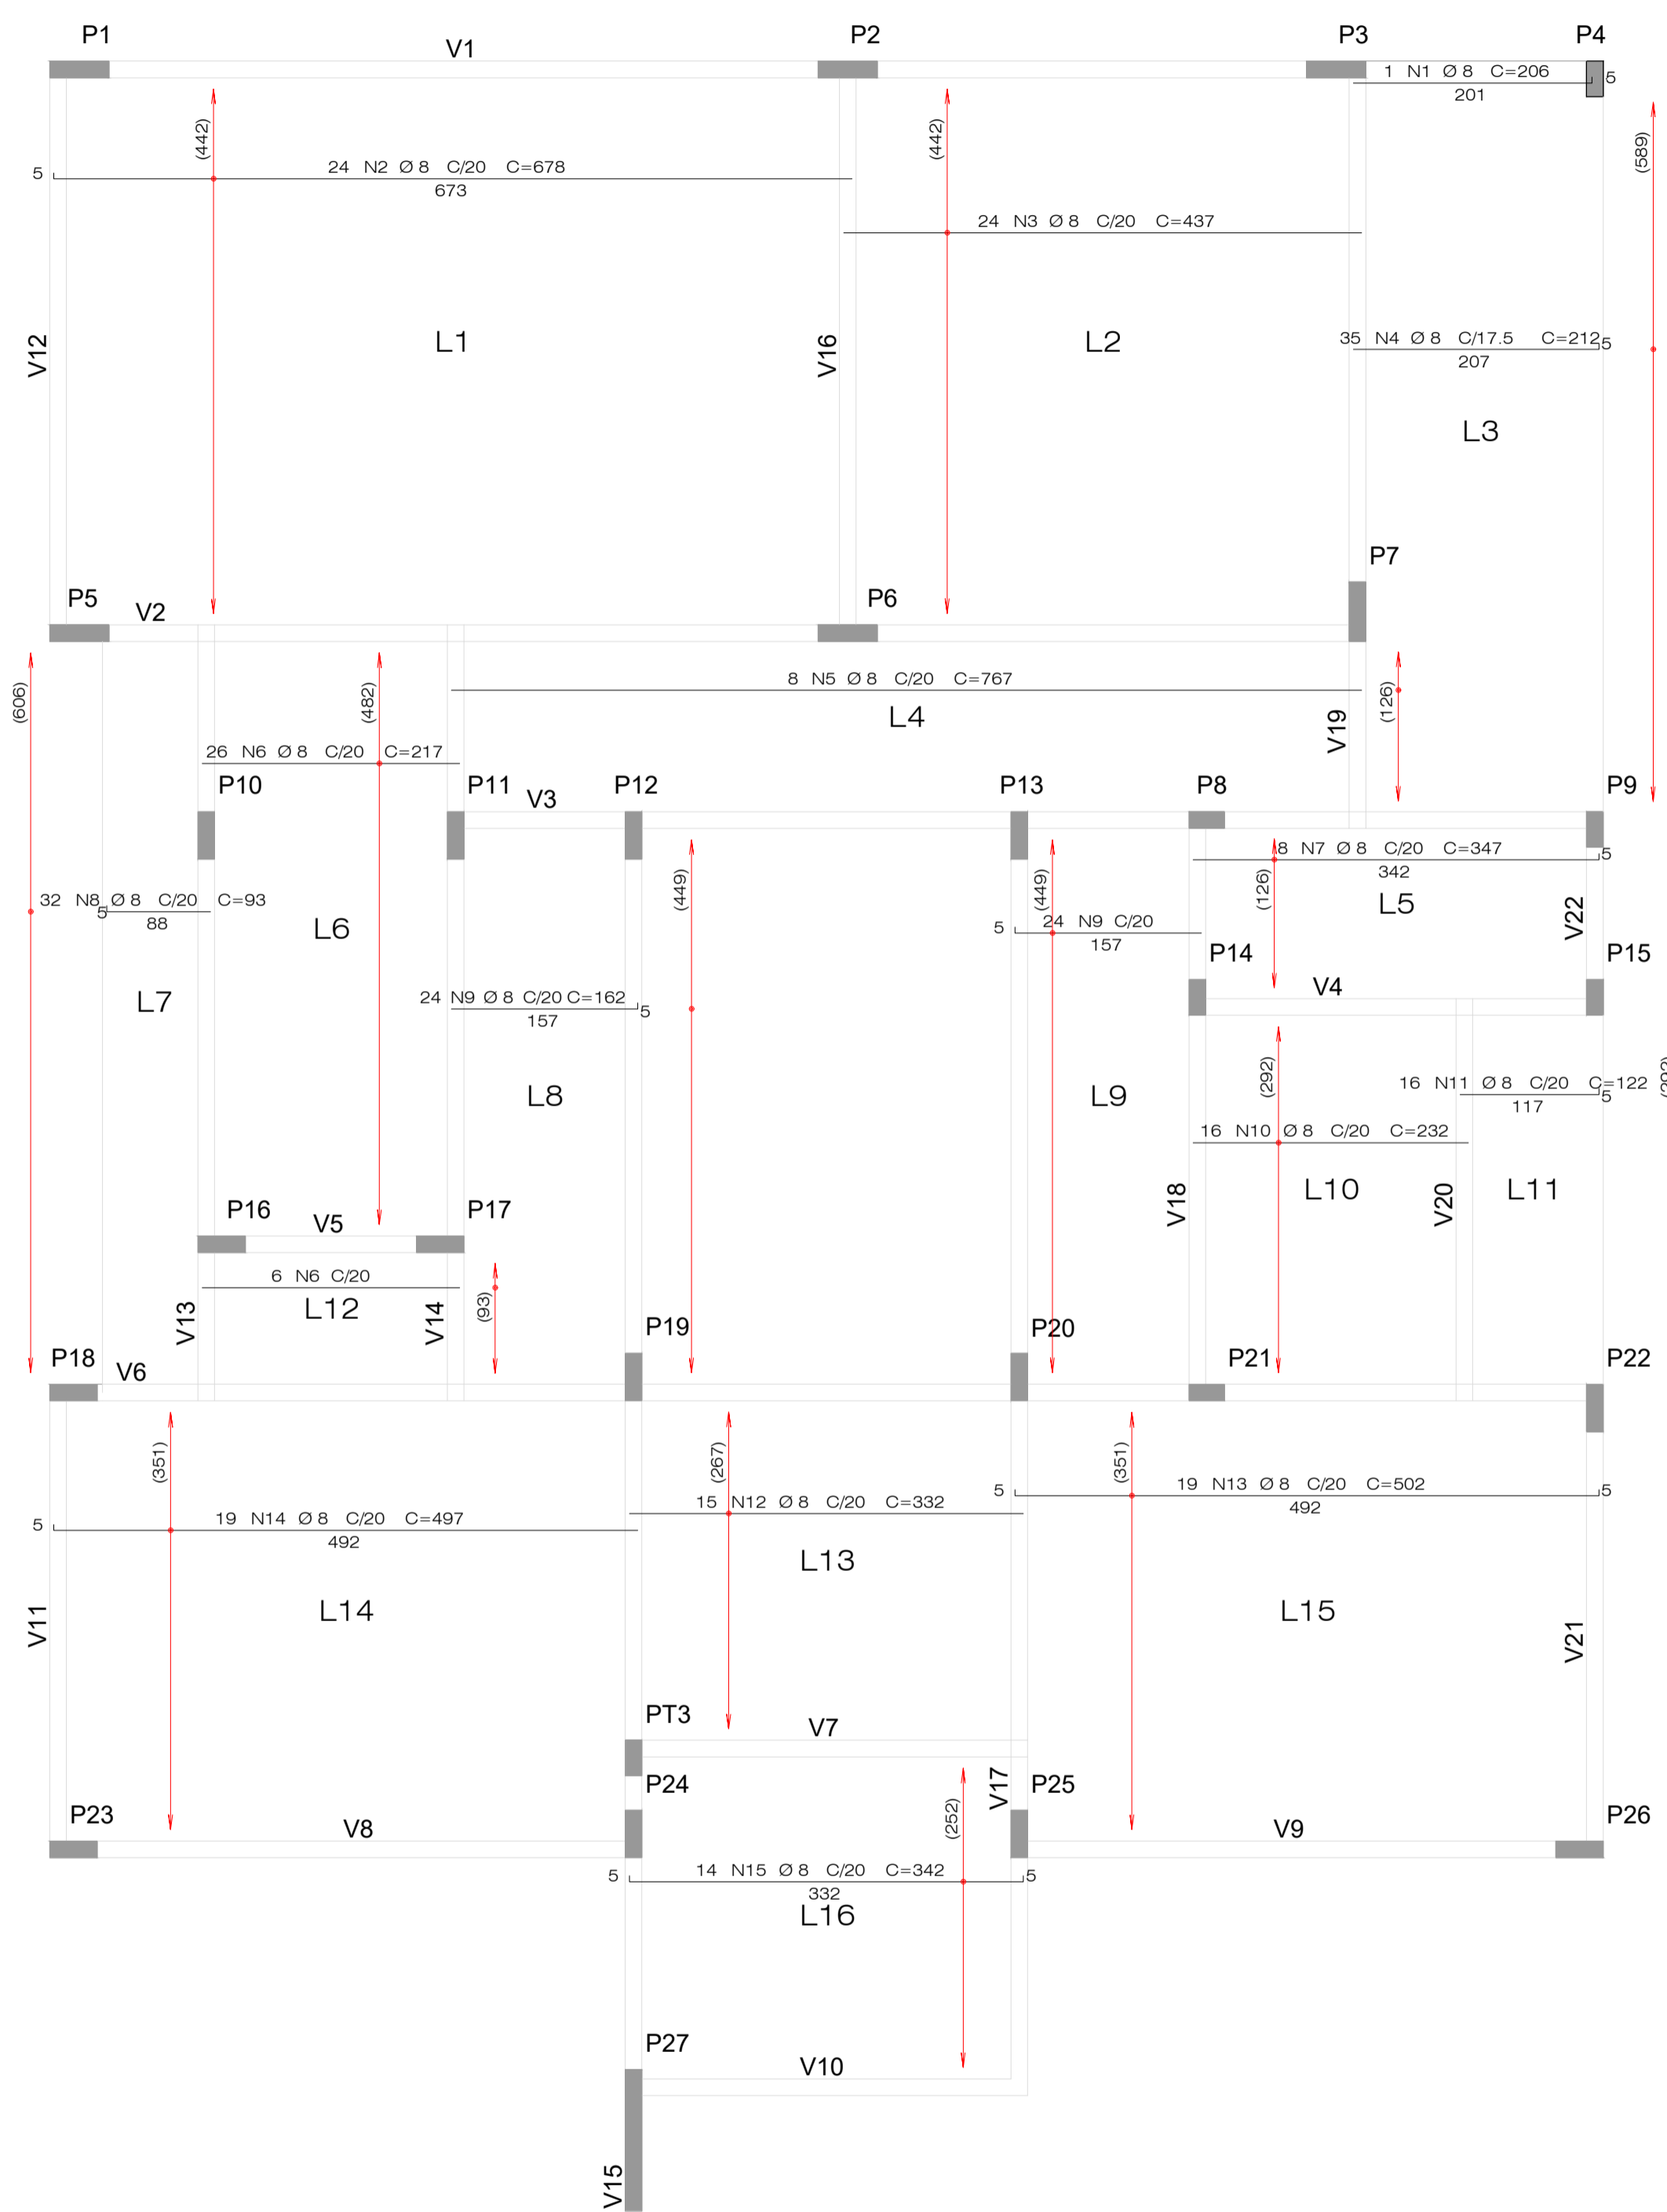 P1
V1
P2
P3
P4
1 N1 Ø 8 C=206
201
5
(442)
(442)
(589)
24 N2 Ø 8 C/20 C=678
5
673
24 N3 Ø 8 C/20 C=437
V12
L1
V16
L2
35 N4 Ø 8 C/17.5 C=212
5
207
L3
P7
P5
V2
P6
(606)
(482)
8 N5 Ø 8 C/20 C=767
(126)
L4
V19
26 N6 Ø 8 C/20 C=217
P10
P11
V3
P12
P13
P8
P9
(449)
(449)
8 N7 Ø 8 C/20 C=347
5
342
(126)
32 N8 Ø 8 C/20 C=93
5
88
L6
L5
V22
5
24 N9 C/20
157
P14
P15
L7
V4
24 N9 Ø 8 C/20 C=162
5
157
(292)
16 N11 Ø 8 C/20 C=122
5
117
L8
L9
16 N10 Ø 8 C/20 C=232
V18
L10
V20
L11
P16
V5
P17
6 N6 C/20
V13
L12
V14
(93)
P19
P20
P18
V6
P21
P22
(351)
(267)
(351)
5
19 N13 Ø 8 C/20 C=502
5
492
15 N12 Ø 8 C/20 C=332
5
19 N14 Ø 8 C/20 C=497
492
L13
V11
L14
L15
V21
PT3
V7
P24
V17
P25
P23
V8
(252)
V9
P26
5
14 N15 Ø 8 C/20 C=342
5
332
L16
P27
V10
V15